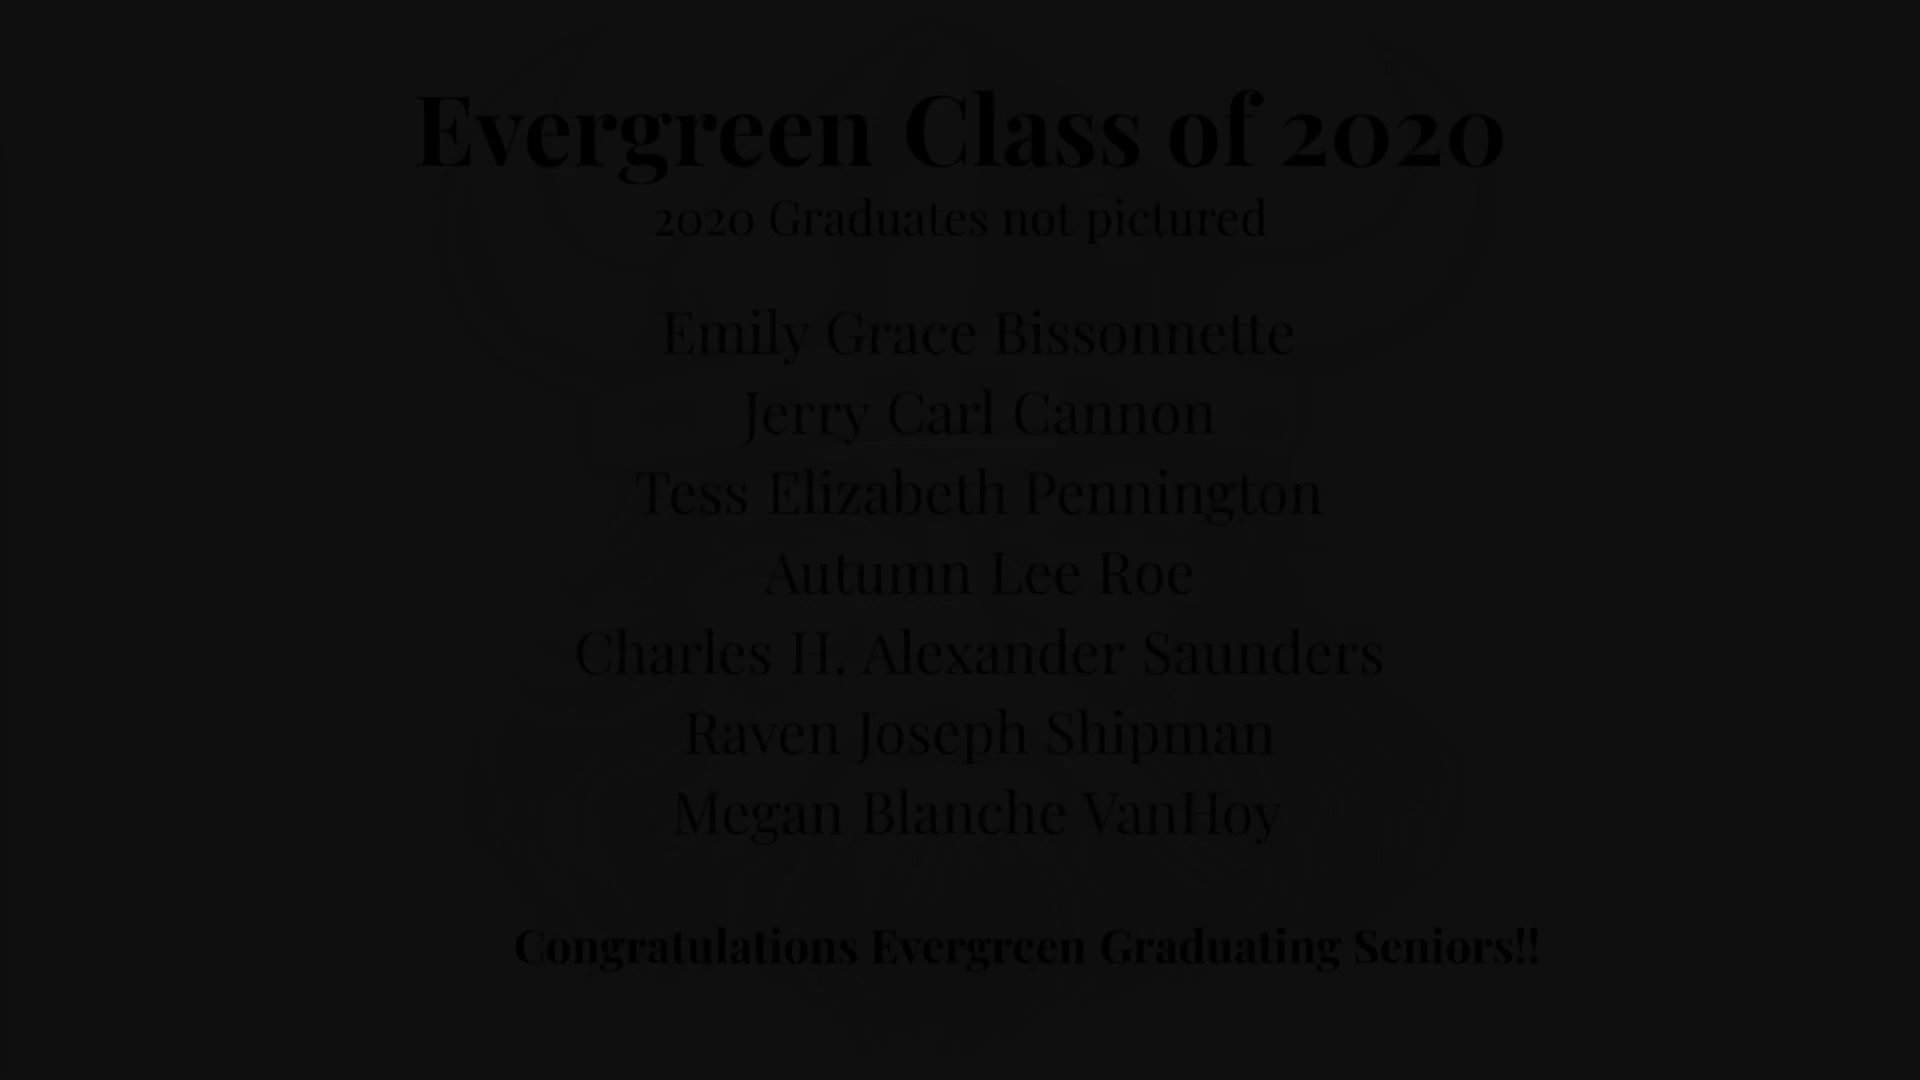 Evergreen Class of 2020
2020 Graduates not pictured
Emily Grace Bissonnette
Jerry Carl Cannon
Tess Elizabeth Pennington
Autumn Lee Roe
Charles H. Alexander Saunders
Raven Joseph Shipman
Megan Blanche VanHoy
Congratulations Evergreen Graduating Seniors!!